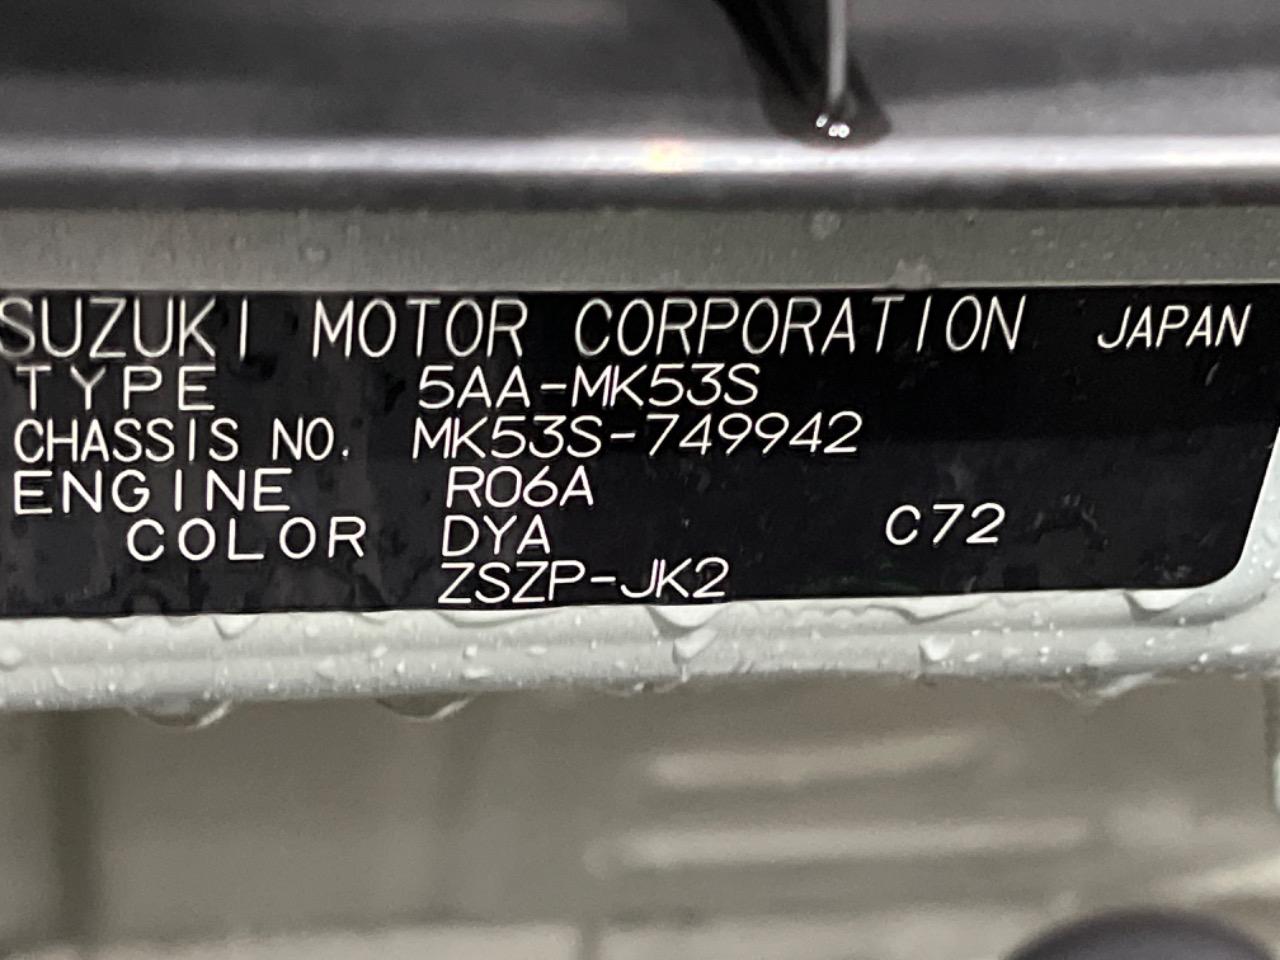 SUZUKI MOTOR CORPORATION JAPAN
TYPE 5AA-MK53S
CHASSIS NO. MK53S-749942
ENGINE R06A
COLOR DYA C72
ZSZP-JK2